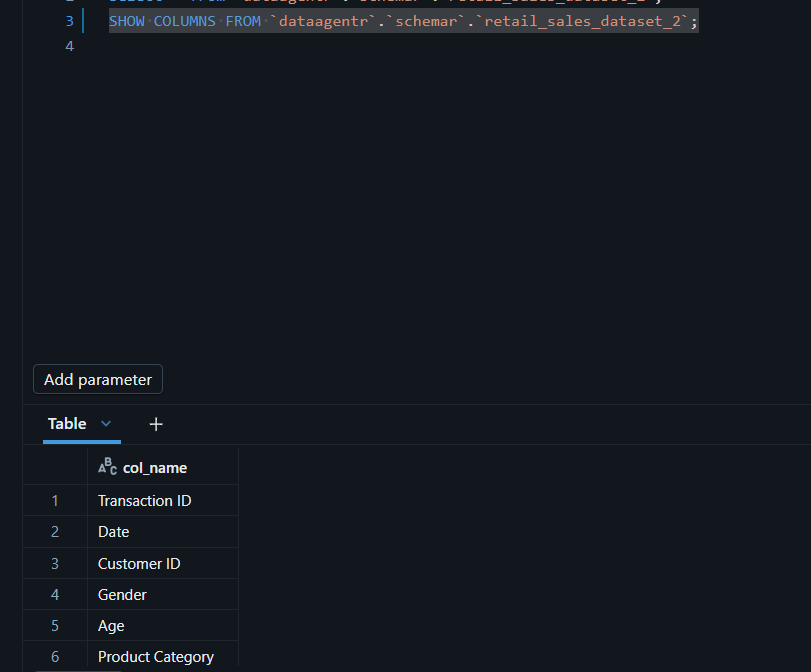 3 SHOW COLUMNS FROM `dataagentr`.`schemar`.`retail_sales_dataset_2`;
4
Add parameter
Table +
ABC col_name
1 Transaction ID
2 Date
3 Customer ID
4 Gender
5 Age
6 Product Category